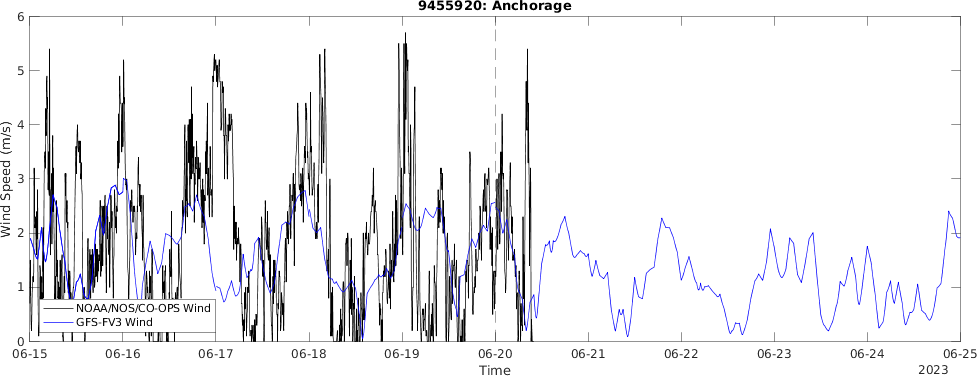 9455920: Anchorage
Wind Speed (m/s)
6
5
4
3
2
1
0
NOAA/NOS/CO-OPS Wind
GFS-FV3 Wind
06-15 06-16 06-17 06-18 06-19 06-20 06-21 06-22 06-23 06-24 06-25
Time
2023